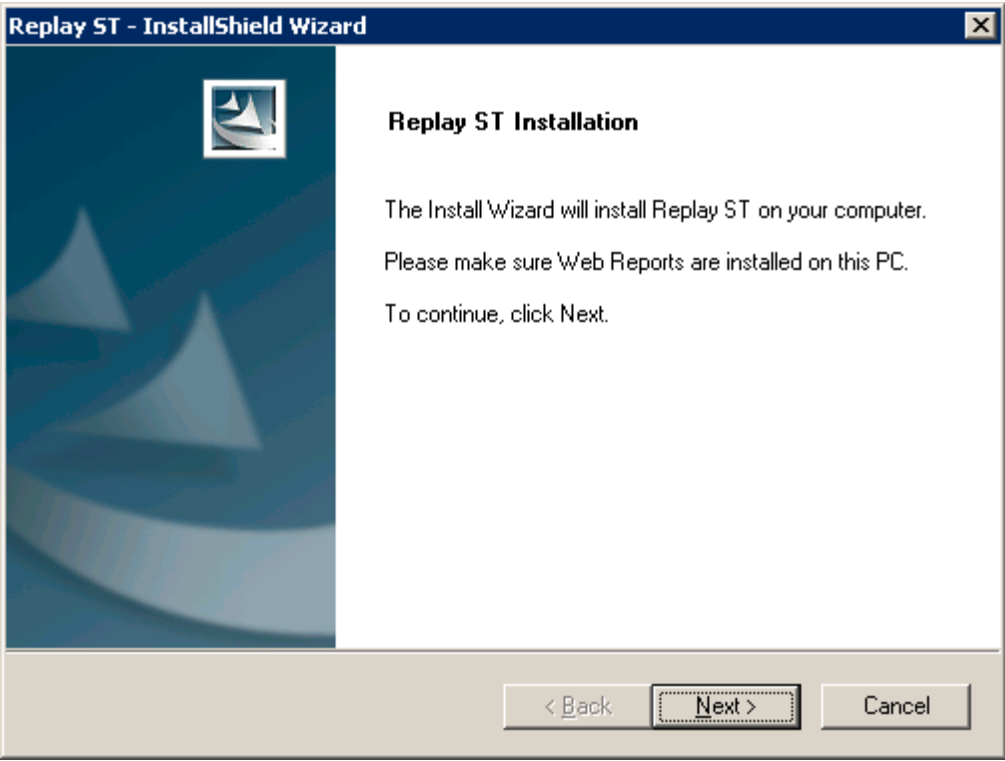 Replay ST - InstallShield Wizard
Replay ST Installation
The Install Wizard will install Replay ST on your computer.
Please make sure Web Reports are installed on this PC.
To continue, click Next.
< Back Next > Cancel